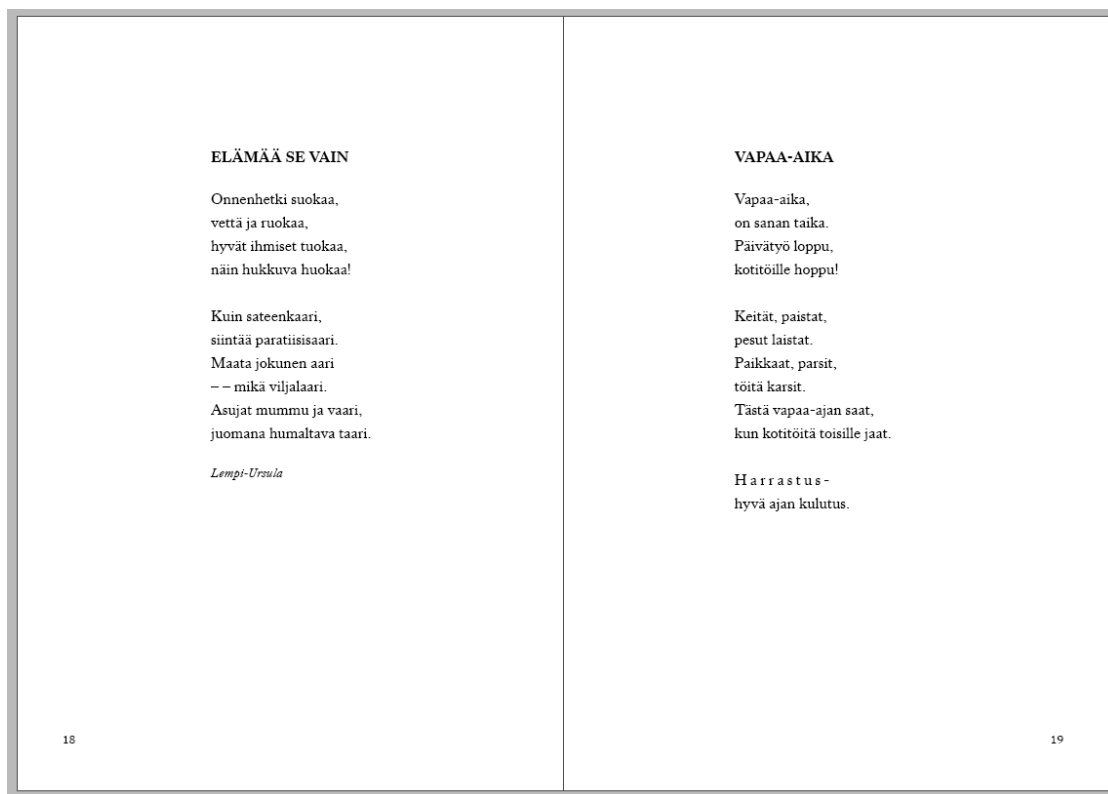 ELÄMÄÄ SE VAIN
Onnenhetki suokaa,
vettä ja ruokaa,
hyvät ihmiset tuokaa,
näin hukkuva huokaa!
Kuin sateenkaari,
siintää paratiisisaari.
Maata jokunen aari
– – mikä viljalaari.
Asujat mummu ja vaari,
juomana humaltava taari.
Lempi-Ursula
18
VAPAA-AIKA
Vapaa-aika,
on sanan taika.
Päivätyö loppu,
kotitöille hoppu!
Keität, paistat,
pesut laistat.
Paikkaat, parsit,
töitä karsit.
Tästä vapaa-ajan saat,
kun kotitöitä toisille jaat.
H a r r a s t u s -
hyvä ajan kulutus.
19